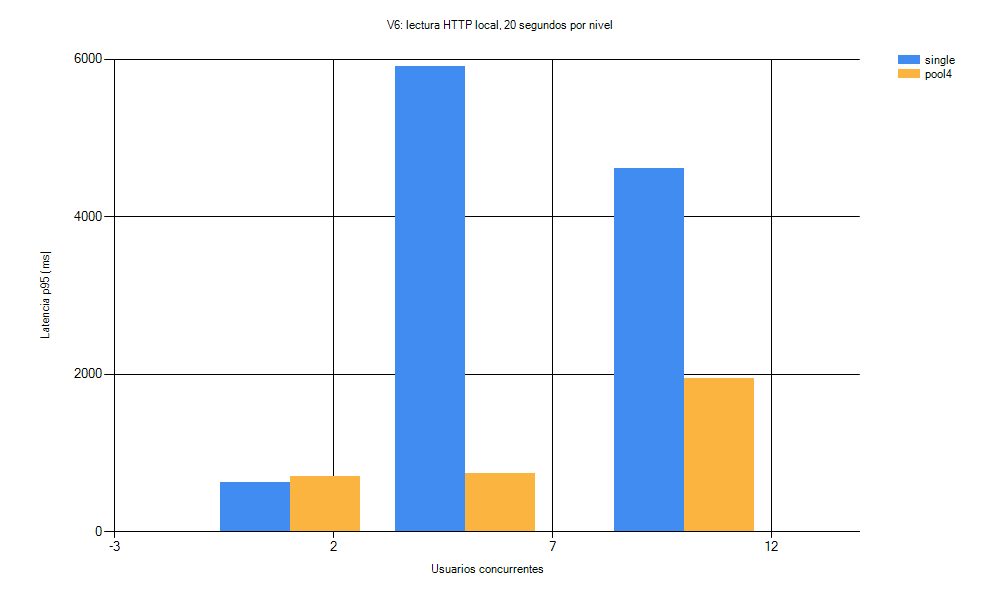 V6: lectura HTTP local, 20 segundos por nivel
single
pool4
6000
4000
2000
0
Latencia p95 [ms]
-3
2
7
12
Usuarios concurrentes